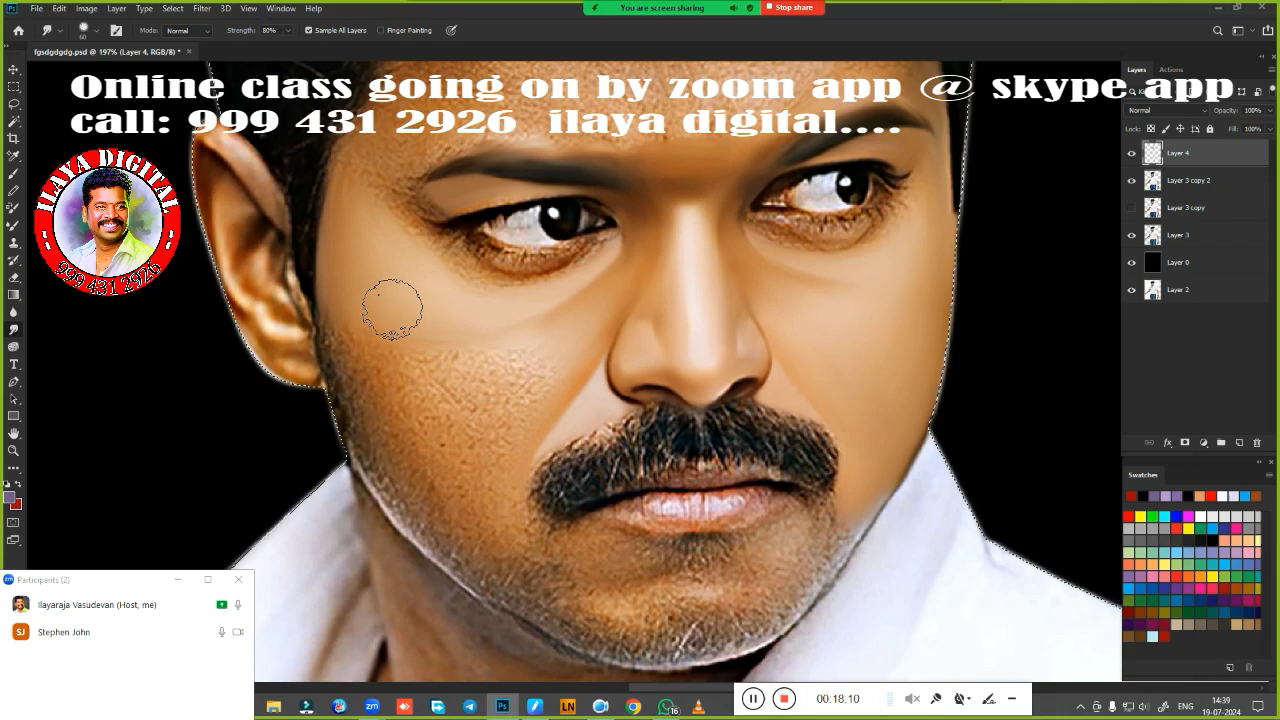 File Edit Image Layer Type Select Filter 3D View Window Help
You are screen sharing
Stop share
60
Mode: Normal
Strength: 80%
Sample All Layers
Finger Painting
fgsdgdgdg.psd @ 197% (Layer 4, RGB/8) *
Online class going on by zoom app @ skype app
call: 999 431 2926 ilaya digital....
ILAYA DIGITAL
999 431 2926
Layers Actions
Normal Opacity: 100%
Lock: Fill: 100%
Layer 4
Layer 3 copy 2
Layer 3 copy
Layer 3
Layer 0
Layer 2
Swatches
Participants (2)
Ilayaraja Vasudevan (Host, me)
SJ Stephen John
00:18:10
ENG
14:39
19-07-2024